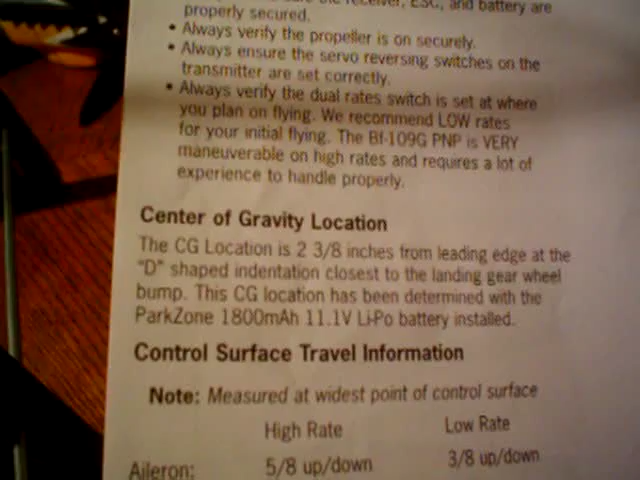 the receiver, ESC, and battery are
properly secured.
• Always verify the propeller is on securely.
• Always ensure the servo reversing switches on the
transmitter are set correctly.
• Always verify the dual rates switch is set at where
you plan on flying. We recommend LOW rates
for your initial flying. The Bf-109G PNP is VERY
maneuverable on high rates and requires a lot of
experience to handle properly.
Center of Gravity Location
The CG Location is 2 3/8 inches from leading edge at the
"D" shaped indentation closest to the landing gear wheel
bump. This CG location has been determined with the
ParkZone 1800mAh 11.1V Li-Po battery installed.
Control Surface Travel Information
Note: Measured at widest point of control surface
High Rate Low Rate
Aileron: 5/8 up/down 3/8 up/down